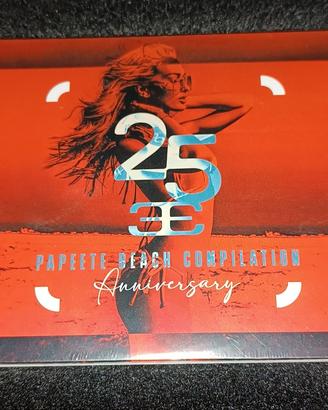 25
PAPEETE BEACH COMPILATION
Anniversary